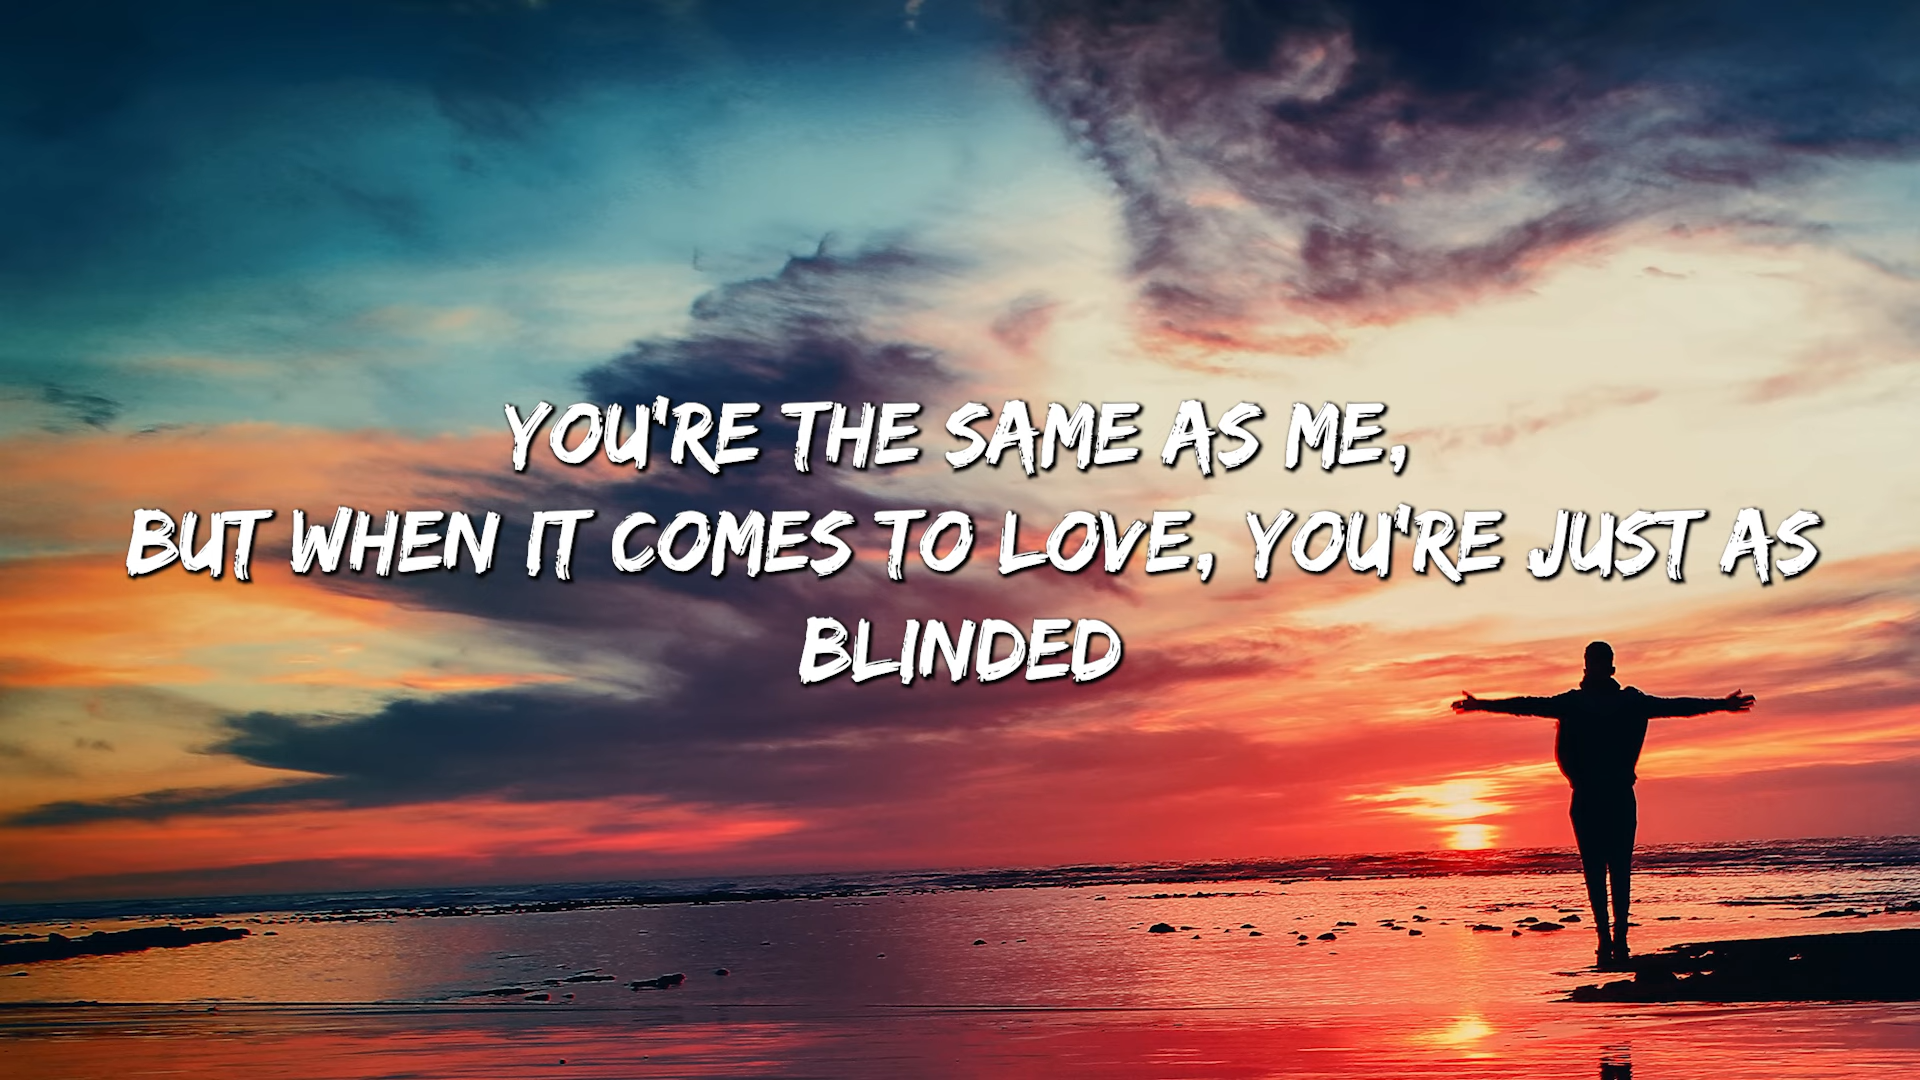 YOU'RE THE SAME AS ME,
BUT WHEN IT COMES TO LOVE, YOU'RE JUST AS
BLINDED